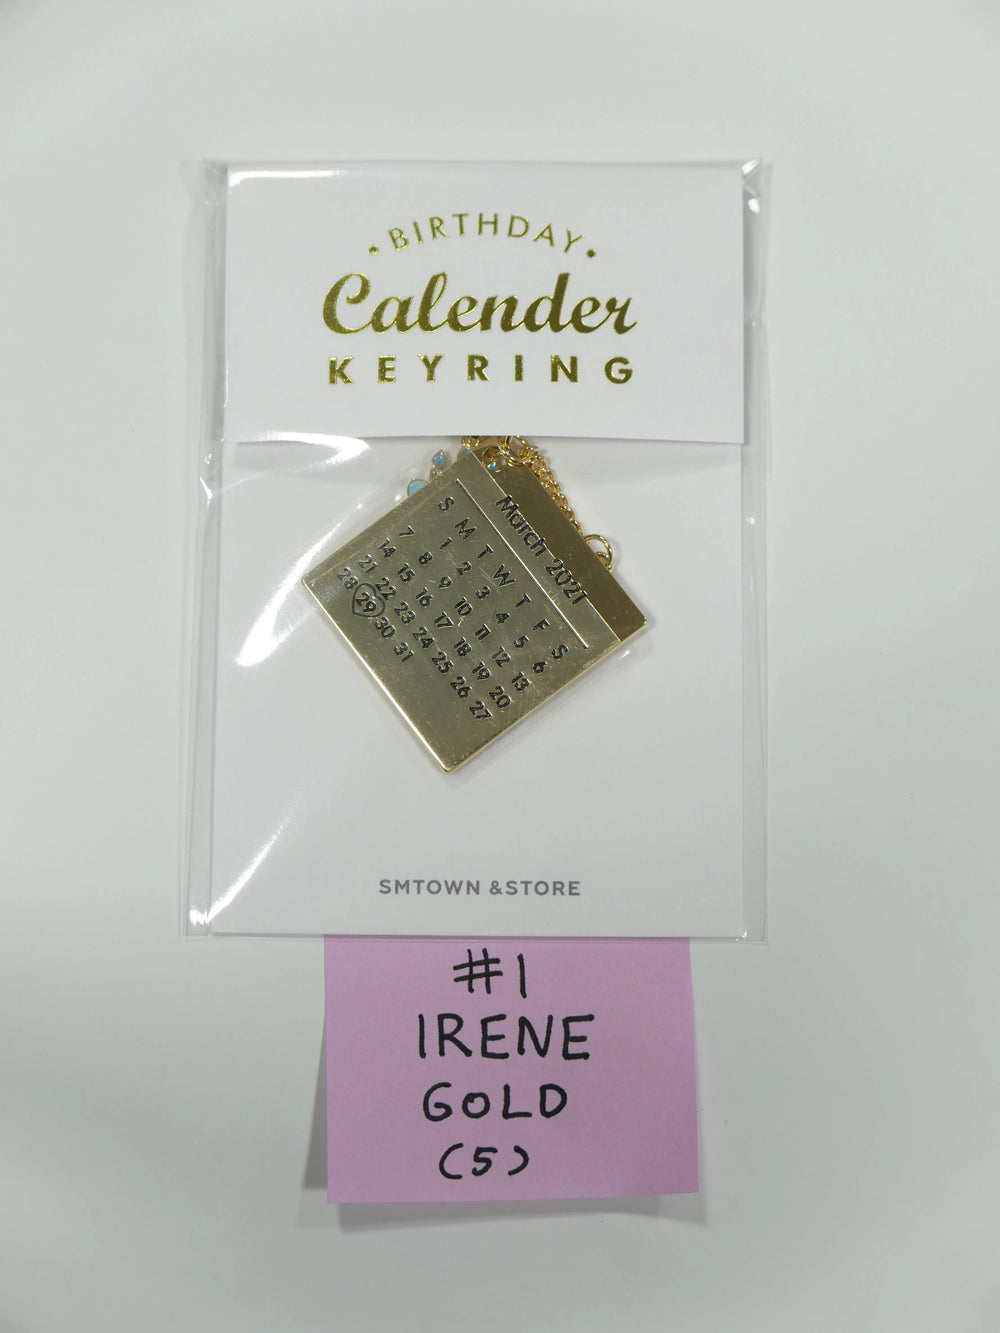 • BIRTHDAY •
Calender
KEYRING
March 2021
S M T W T F S
1 2 3 4 5 6
7 8 9 10 11 12 13
14 15 16 17 18 19 20
21 22 23 24 25 26 27
28 29 30 31
SMTOWN &STORE
#1
IRENE
GOLD
(5)